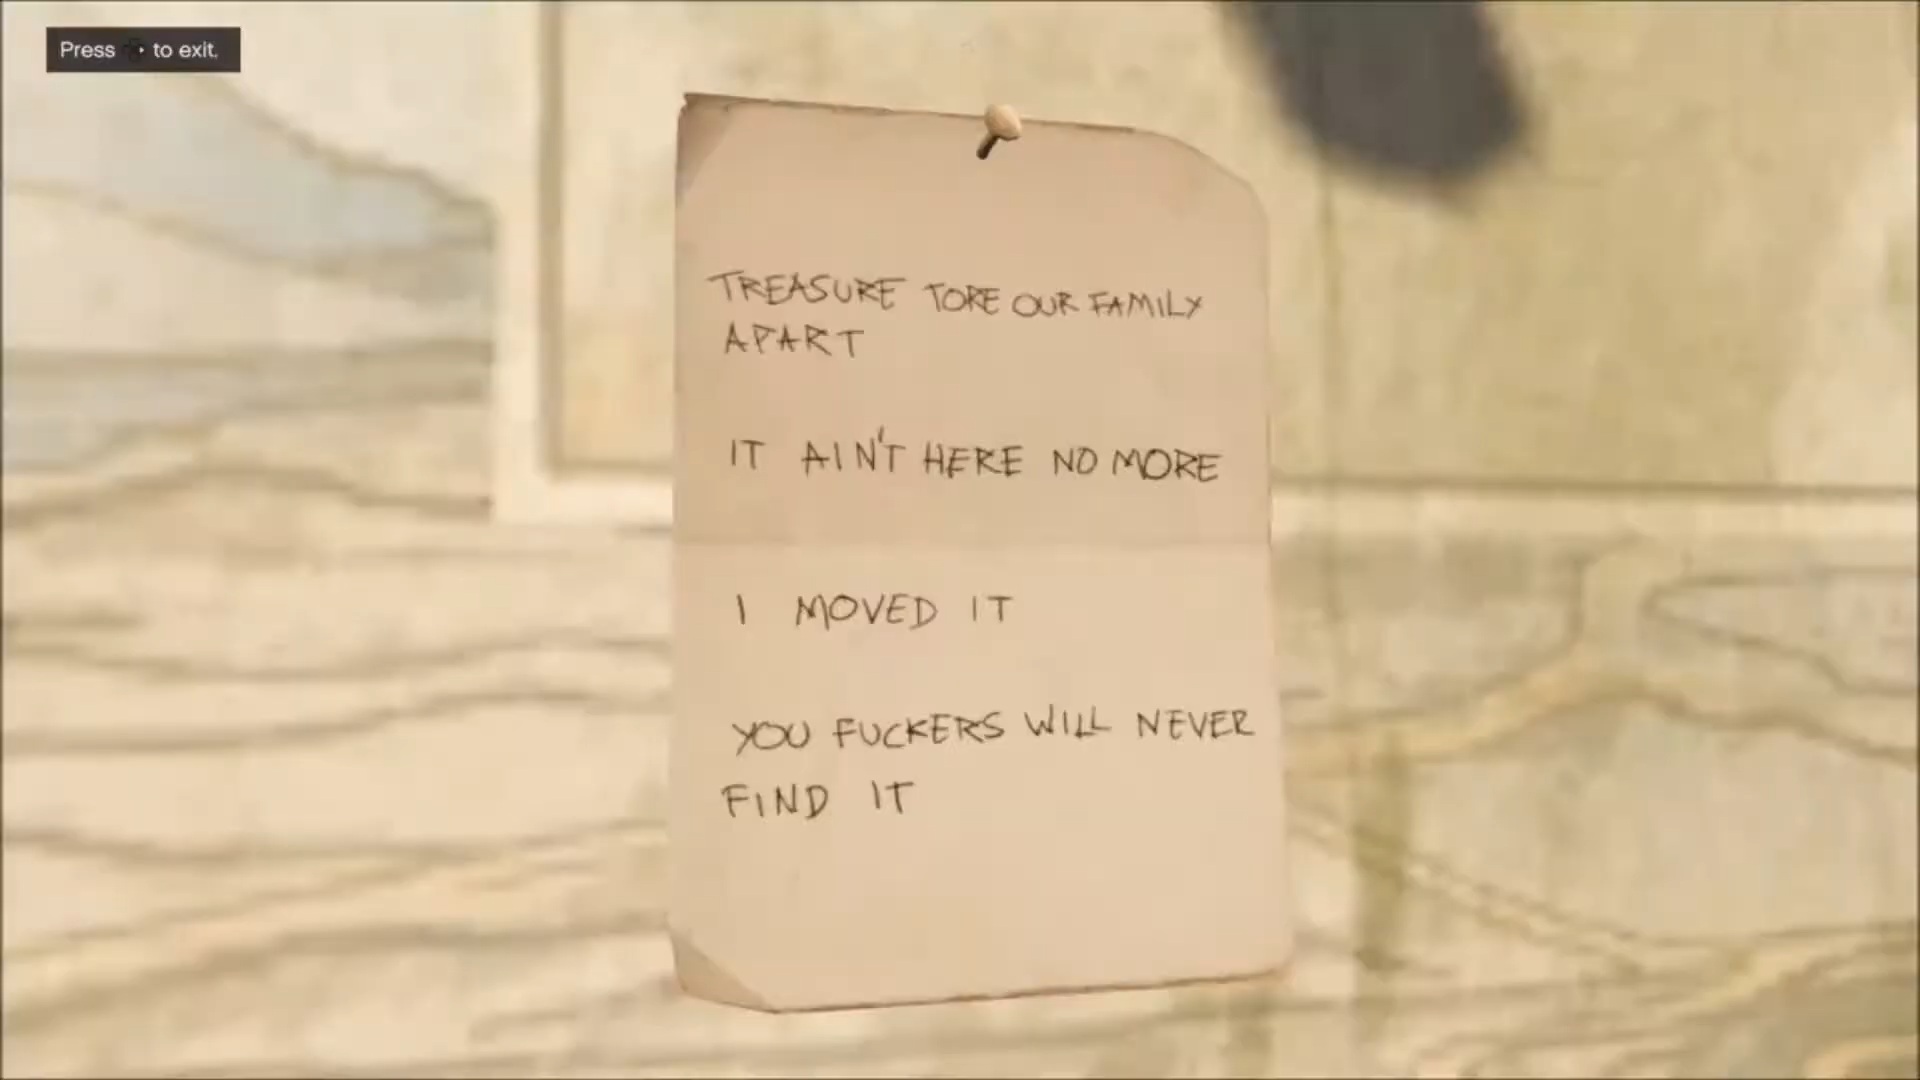 Press to exit.
TREASURE TORE OUR FAMILY
APART
IT AIN'T HERE NO MORE
I MOVED IT
YOU FUCKERS WILL NEVER
FIND IT